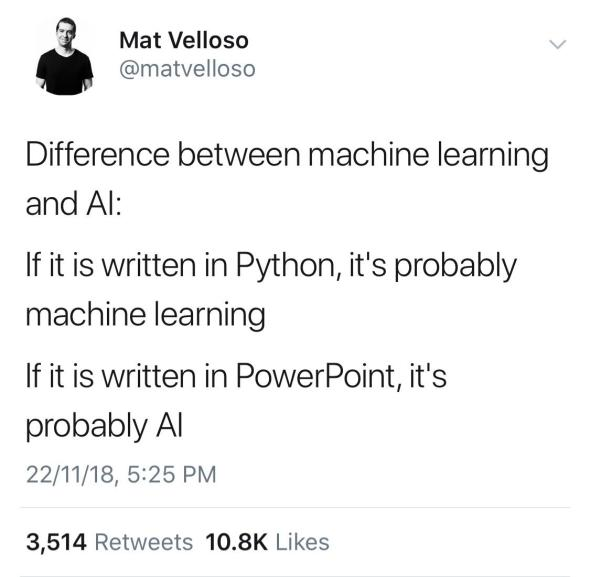 Mat Velloso
@matvelloso
Difference between machine learning
and AI:
If it is written in Python, it's probably
machine learning
If it is written in PowerPoint, it's
probably AI
22/11/18, 5:25 PM
3,514 Retweets 10.8K Likes